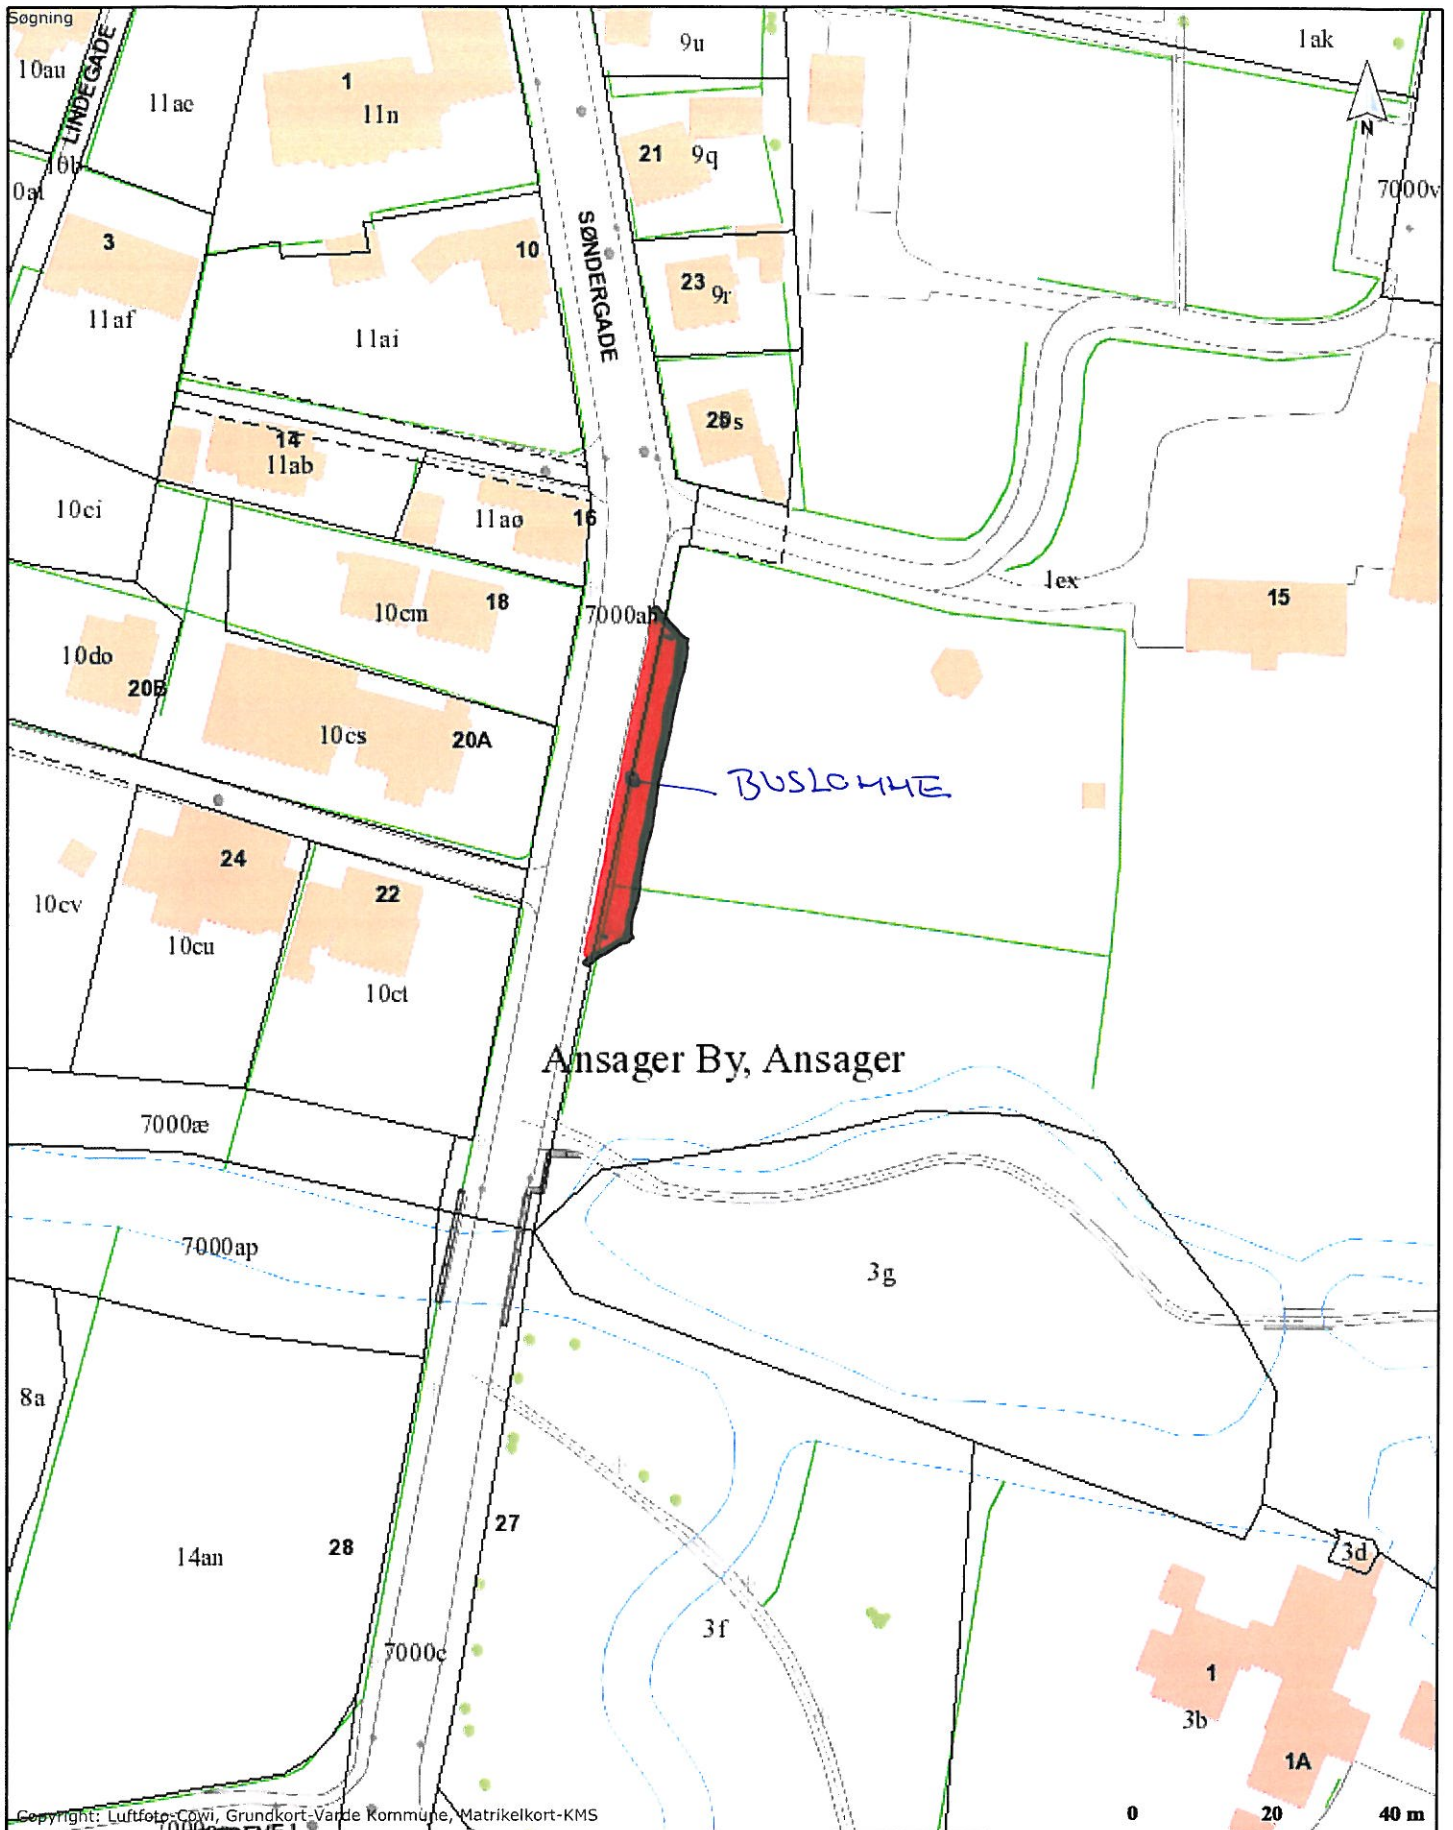 Søgning
10au
LINDEGADE
11ae
1
11n
9u
1ak
N
21
9q
7000v
3
10
SØNDERGADE
23
9r
11af
11ai
14
11ab
10ci
11aø
16
10cm
18
1ex
15
10do
20B
10cs
20A
BUSLOMME
24
22
10cv
10cu
10ct
Ansager By, Ansager
7000æ
7000ap
3g
8a
27
28
14an
3d
3f
7000c
1
3b
1A
Copyright: Luftfoto-Cowi, Grundkort-Varde Kommune, Matrikelkort-KMS
0 20 40 m